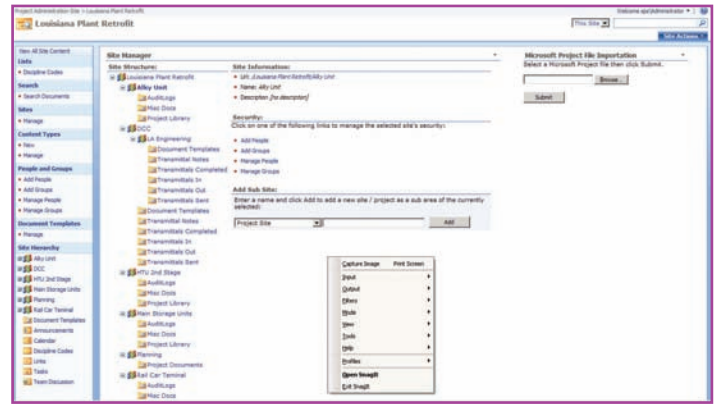 Project Administration Site > Louisiana Plant Retrofit
Welcome epo\Administrator
Louisiana Plant Retrofit
This Site
Site Actions
View All Site Content
Lists
Discipline Codes
Search
Search Documents
Sites
Manage
Content Types
New
Manage
People and Groups
Add People
Add Groups
Manage People
Manage Groups
Document Templates
Manage
Site Hierarchy
Alky Unit
DCC
HTU 2nd Stage
Main Storage Units
Planning
Rail Car Terminal
Document Templates
Announcements
Calendar
Discipline Codes
Links
Tasks
Team Discussion
Site Manager
Site Structure:
Louisiana Plant Retrofit
Alky Unit
AuditLogs
Misc Docs
Project Library
DCC
LA Engineering
Document Templates
Transmittal Notes
Transmittals Completed
Transmittals In
Transmittals Out
Transmittals Sent
Document Templates
Transmittal Notes
Transmittals Completed
Transmittals In
Transmittals Out
Transmittals Sent
HTU 2nd Stage
AuditLogs
Misc Docs
Project Library
Main Storage Units
AuditLogs
Misc Docs
Project Library
Planning
Project Documents
Rail Car Terminal
AuditLogs
Misc Docs
Site Information:
Url: /Louisiana Plant Retrofit/Alky Unit
Name: Alky Unit
Description: [no description]
Security:
Click on one of the following links to manage the selected site's security:
Add People
Add Groups
Manage People
Manage Groups
Add Sub Site:
Enter a name and click Add to add a new site / project as a sub area of the currently
selected:
Project Site
Add
Capture Image Print Screen
Input
Output
Filters
Mode
View
Tools
Help
Profiles
Open SnagIt
Exit SnagIt
Microsoft Project File Importation
Select a Microsoft Project file then click Submit.
Browse...
Submit